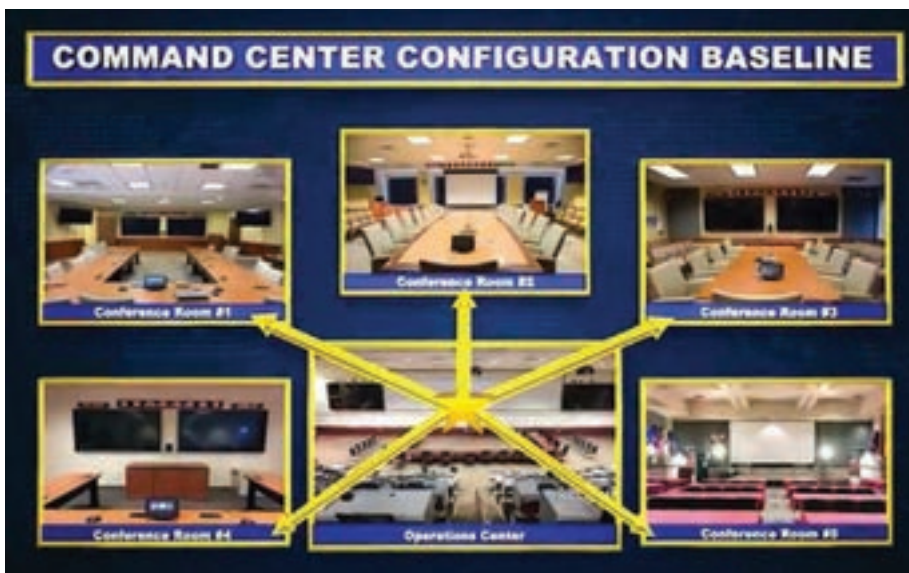 COMMAND CENTER CONFIGURATION BASELINE
Conference Room #2
Conference Room #1
Conference Room #3
Conference Room #4
Operations Center
Conference Room #5